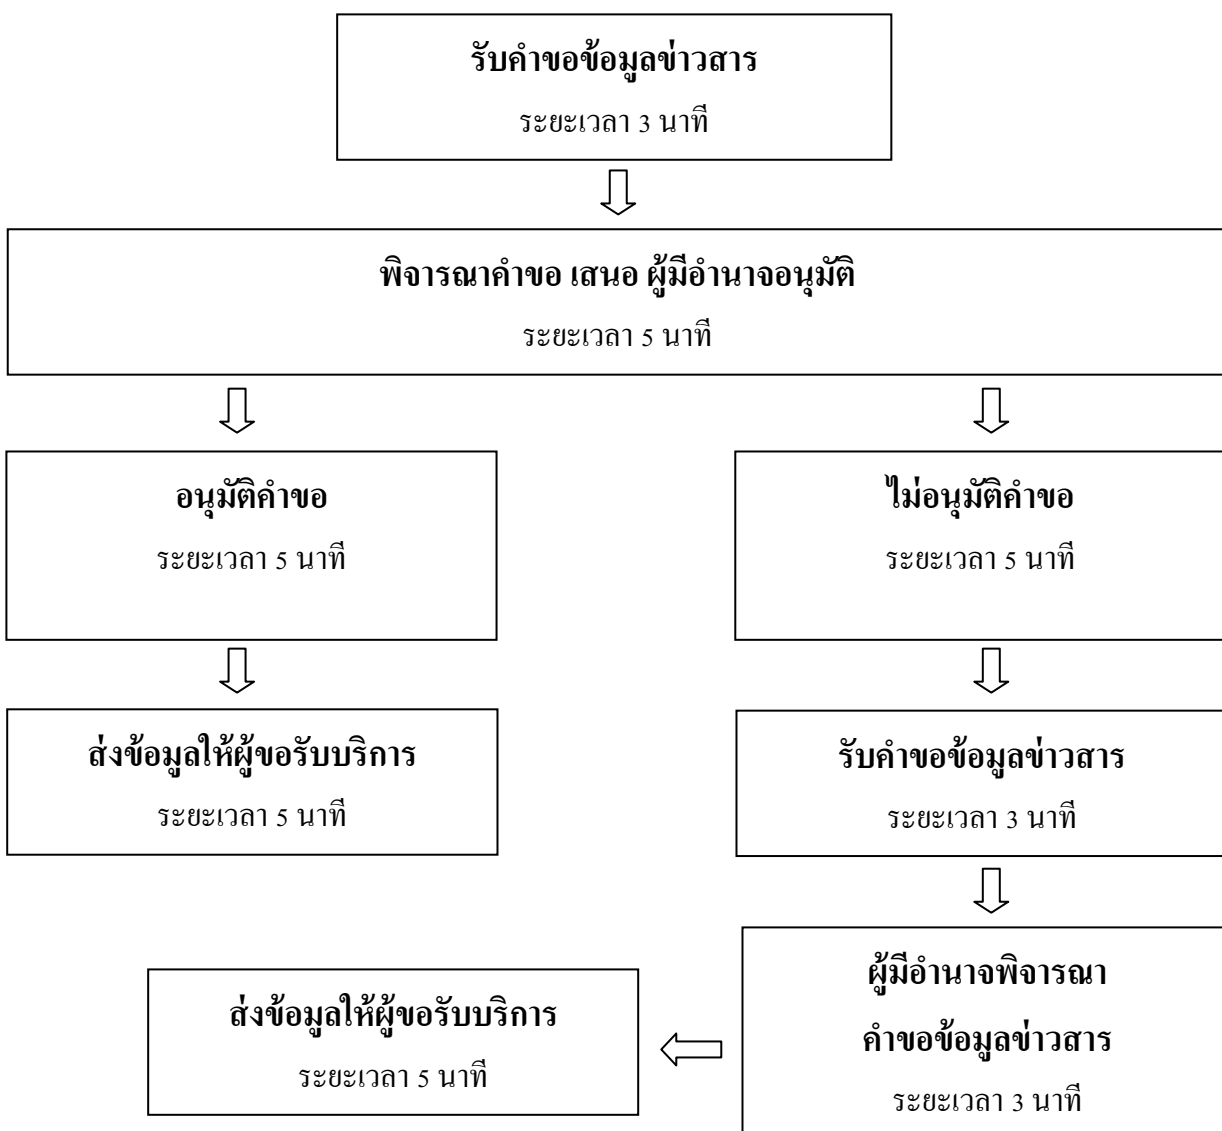 รับคำขอข้อมูลข่าวสาร
ระยะเวลา 3 นาที
พิจารณาคำขอ เสนอ ผู้มีอำนาจอนุมัติ
ระยะเวลา 5 นาที
อนุมัติคำขอ
ระยะเวลา 5 นาที
ไม่อนุมัติคำขอ
ระยะเวลา 5 นาที
ส่งข้อมูลให้ผู้ขอรับบริการ
ระยะเวลา 5 นาที
รับคำขอข้อมูลข่าวสาร
ระยะเวลา 3 นาที
ผู้มีอำนาจพิจารณา
คำขอข้อมูลข่าวสาร
ระยะเวลา 3 นาที
ส่งข้อมูลให้ผู้ขอรับบริการ
ระยะเวลา 5 นาที